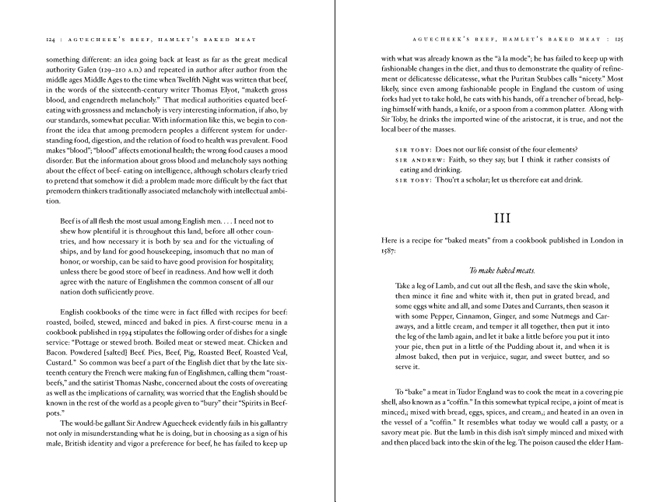 124 : AGUECHEEK'S BEEF, HAMLET'S BAKED MEAT
something different: an idea going back at least as far as the great medical
authority Galen (129–210 A.D.) and repeated in author after author from the
middle ages Middle Ages to the time when Twelfth Night was written that beef,
in the words of the sixteenth-century writer Thomas Elyot, "maketh gross
blood, and engendreth melancholy." That medical authorities equated beef-
eating with grossness and melancholy is very interesting information, if also, by
our standards, somewhat peculiar. With information like this, we begin to con-
front the idea that among premodern peoples a different system for under-
standing food, digestion, and the relation of food to health was prevalent. Food
makes "blood"; "blood" affects emotional health; the wrong food causes a mood
disorder. But the information about gross blood and melancholy says nothing
about the effect of beef- eating on intelligence, although scholars clearly tried
to pretend that somehow it did: a problem made more difficult by the fact that
premodern thinkers traditionally associated melancholy with intellectual ambi-
tion.
Beef is of all flesh the most usual among English men. . . . I need not to
shew how plentiful it is throughout this land, before all other coun-
tries, and how necessary it is both by sea and for the victualing of
ships, and by land for good housekeeping, insomuch that no man of
honor, or worship, can be said to have good provision for hospitality,
unless there be good store of beef in readiness. And how well it doth
agree with the nature of Englishmen the common consent of all our
nation doth sufficiently prove.
English cookbooks of the time were in fact filled with recipes for beef:
roasted, boiled, stewed, minced and baked in pies. A first-course menu in a
cookbook published in 1594 stipulates the following order of dishes for a single
service: "Pottage or stewed broth. Boiled meat or stewed meat. Chicken and
Bacon. Powdered [salted] Beef. Pies, Beef, Pig, Roasted Beef, Roasted Veal,
Custard." So common was beef a part of the English diet that by the late six-
teenth century the French were making fun of Englishmen, calling them "roast-
beefs," and the satirist Thomas Nashe, concerned about the costs of overeating
as well as the implications of carnality, was worried that the English should be
known in the rest of the world as a people given to "bury" their "Spirits in Beef-
pots."
The would-be gallant Sir Andrew Aguecheek evidently fails in his gallantry
not only in misunderstanding what he is doing, but in choosing as a sign of his
male, British identity and vigor a preference for beef, he has failed to keep up
AGUECHEEK'S BEEF, HAMLET'S BAKED MEAT : 125
with what was already known as the "à la mode"; he has failed to keep up with
fashionable changes in the diet, and thus to demonstrate the quality of refine-
ment or délicatesse délicatesse, what the Puritan Stubbes calls "nicety." Most
likely, since even among fashionable people in England the custom of using
forks had yet to take hold, he eats with his hands, off a trencher of bread, help-
ing himself with hands, a knife, or a spoon from a common platter. Along with
Sir Toby, he drinks the imported wine of the aristocrat, it is true, and not the
local beer of the masses.
SIR TOBY: Does not our life consist of the four elements?
SIR ANDREW: Faith, so they say, but I think it rather consists of
eating and drinking.
SIR TOBY: Thou'rt a scholar; let us therefore eat and drink.
III
Here is a recipe for "baked meats" from a cookbook published in London in
1587:
To make baked meats.
Take a leg of Lamb, and cut out all the flesh, and save the skin whole,
then mince it fine and white with it, then put in grated bread, and
some eggs white and all, and some Dates and Currants, then season it
with some Pepper, Cinnamon, Ginger, and some Nutmegs and Car-
aways, and a little cream, and temper it all together, then put it into
the leg of the lamb again, and let it bake a little before you put it into
your pie, then put in a little of the Pudding about it, and when it is
almost baked, then put in verjuice, sugar, and sweet butter, and so
serve it.
To "bake" a meat in Tudor England was to cook the meat in a covering pie
shell, also known as a "coffin." In this somewhat typical recipe, a joint of meat is
minced,; mixed with bread, eggs, spices, and cream,; and heated in an oven in
the vessel of a "coffin." It resembles what today we would call a pasty, or a
savory meat pie. But the lamb in this dish isn't simply minced and mixed with
and then placed back into the skin of the leg. The poison caused the elder Ham-